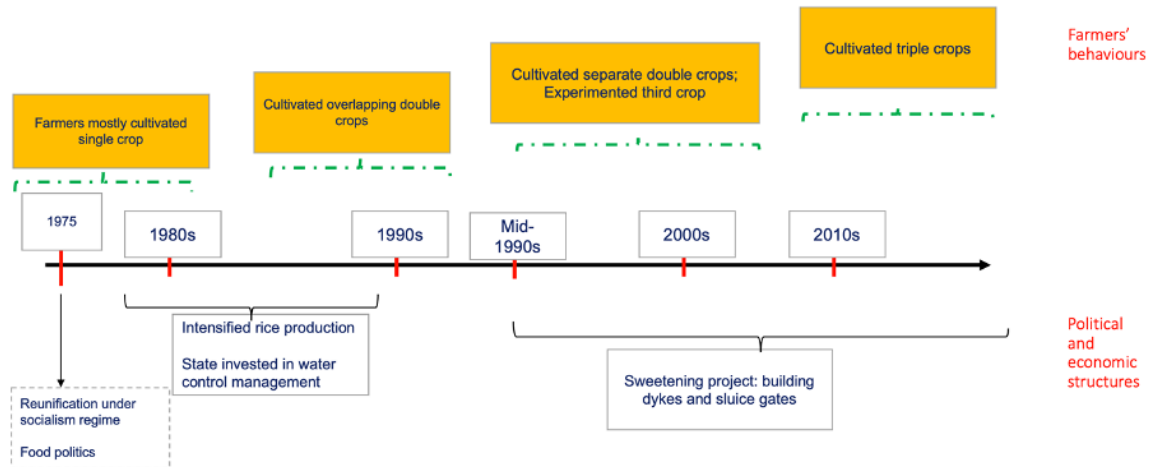 Farmers'
behaviours
Cultivated triple crops
Cultivated separate double crops;
Experimented third crop
Cultivated overlapping double
crops
Farmers mostly cultivated
single crop
1975
1980s
1990s
Mid-
1990s
2000s
2010s
Intensified rice production
State invested in water
control management
Sweetening project: building
dykes and sluice gates
Political
and
economic
structures
Reunification under
socialism regime
Food politics